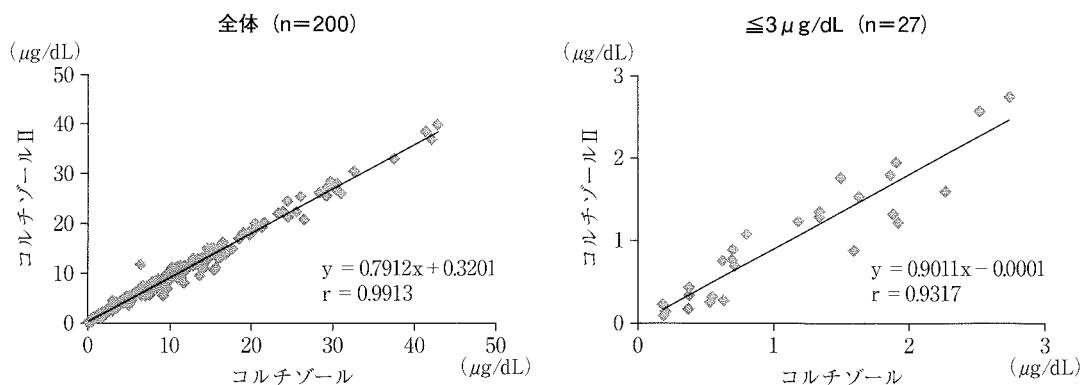 全体 (n=200)
(μg/dL)
50
40
30
20
10
0
コルチゾールⅡ
y = 0.7912x+0.3201
r = 0.9913
0 10 20 30 40 50
コルチゾール
(μg/dL)
≦3μg/dL (n=27)
(μg/dL)
3
2
1
0
コルチゾールⅡ
y = 0.9011x−0.0001
r = 0.9317
0 1 2 3
コルチゾール
(μg/dL)